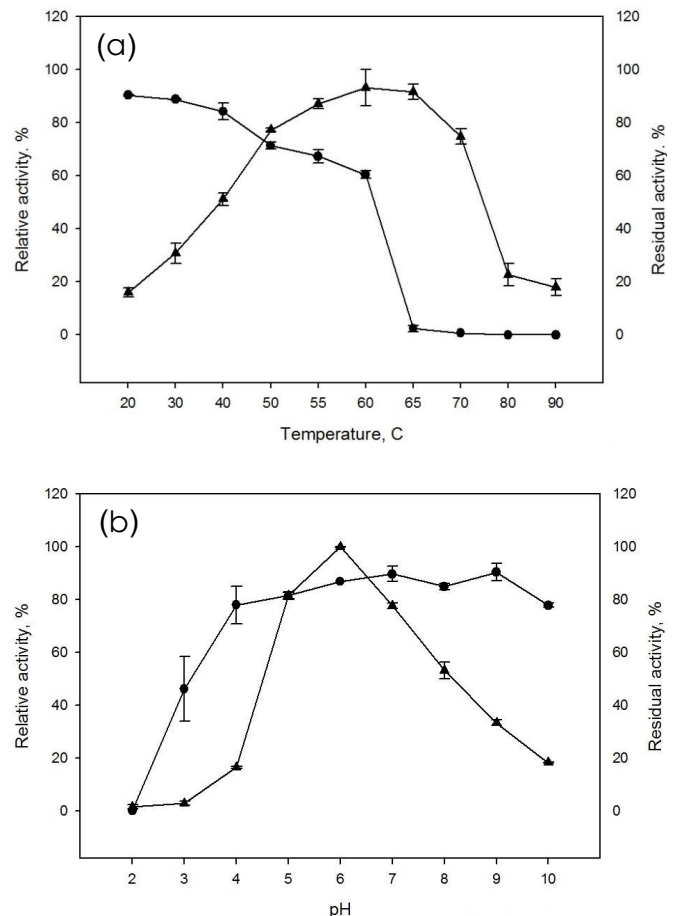 (a)
120
100
80
60
40
20
0
Relative activity. %
120
100
80
60
40
20
0
Residual activity. %
20 30 40 50 55 60 65 70 80 90
Temperature, C
(b)
120
100
80
60
40
20
0
Relative activity, %
120
100
80
60
40
20
0
Residual activity, %
2 3 4 5 6 7 8 9 10
pH